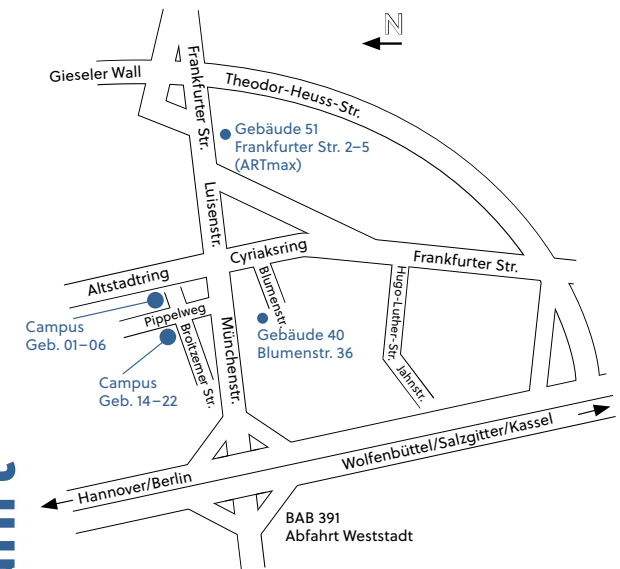 N
Gieseler Wall
Frankfurter Str.
Theodor-Heuss-Str.
Gebäude 51
Frankfurter Str. 2–5
(ARTmax)
Luisenstr.
Cyriaksring
Frankfurter Str.
Altstadtring
Blumenstr.
Hugo-Luther-Str.
Pippelweg
Campus
Geb. 01–06
Broitzemer Str.
Münchenstr.
Gebäude 40
Blumenstr. 36
Jahnstr.
Campus
Geb. 14–22
Wolfenbüttel/Salzgitter/Kassel
Hannover/Berlin
BAB 391
Abfahrt Weststadt